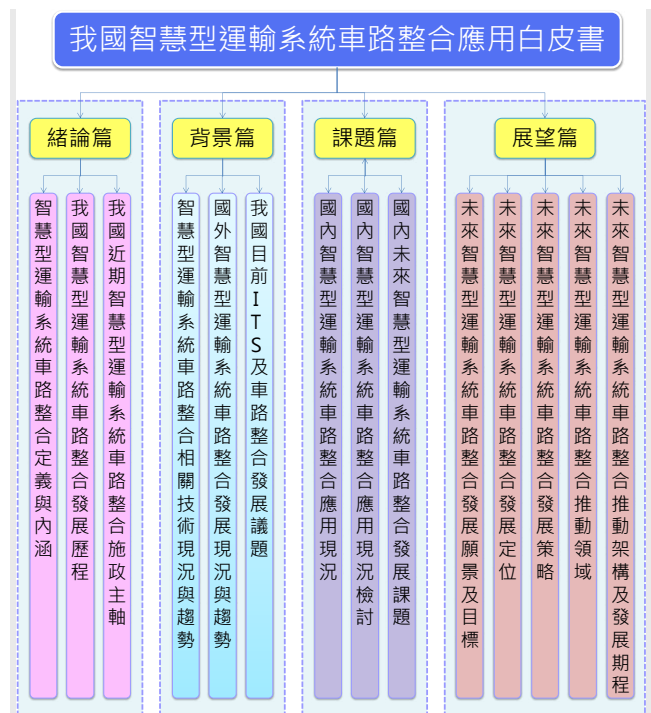 我國智慧型運輸系統車路整合應用白皮書
緒論篇
智慧型運輸系統車路整合定義與內涵
我國智慧型運輸系統車路整合發展歷程
我國近期智慧型運輸系統車路整合施政主軸
背景篇
智慧型運輸系統車路整合相關技術現況與趨勢
國外智慧型運輸系統車路整合發展現況與趨勢
我國目前ITS及車路整合發展議題
課題篇
國內智慧型運輸系統車路整合應用現況
國內智慧型運輸系統車路整合應用現況檢討
國內未來智慧型運輸系統車路整合發展課題
展望篇
未來智慧型運輸系統車路整合發展願景及目標
未來智慧型運輸系統車路整合發展定位
未來智慧型運輸系統車路整合發展策略
未來智慧型運輸系統車路整合推動領域
未來智慧型運輸系統車路整合推動架構及發展期程